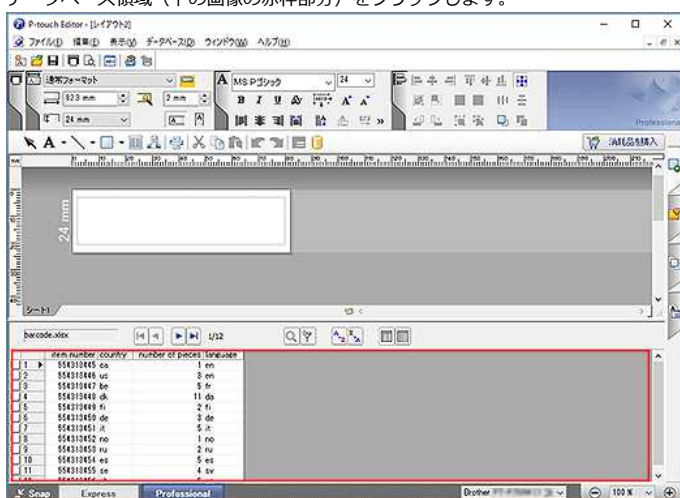 データベース領域（下の画像の赤枠部分）をクリックします。
P-touch Editor - [レイアウト2]
ファイル(F) 編集(E) 表示(V) データベース(D) ウィンドウ(W) ヘルプ(H)
通常フォーマット
MS Pゴシック 24
823 mm 2 mm
B I U
24 mm
Professional
A
消耗品を購入
24 mm
シート1
barcode.xlsx 1/12
item number country number of pieces language
1 554313445 ca 1 en
2 554313446 us 3 en
3 554313447 be 5 fr
4 554313448 dk 11 da
5 554313449 fi 2 fi
6 554313450 de 3 de
7 554313451 it 5 it
8 554313452 no 1 no
9 554313453 ru 2 ru
10 554313454 es 5 es
11 554313455 se 4 sv
Snap Express Professional Brother 100 %